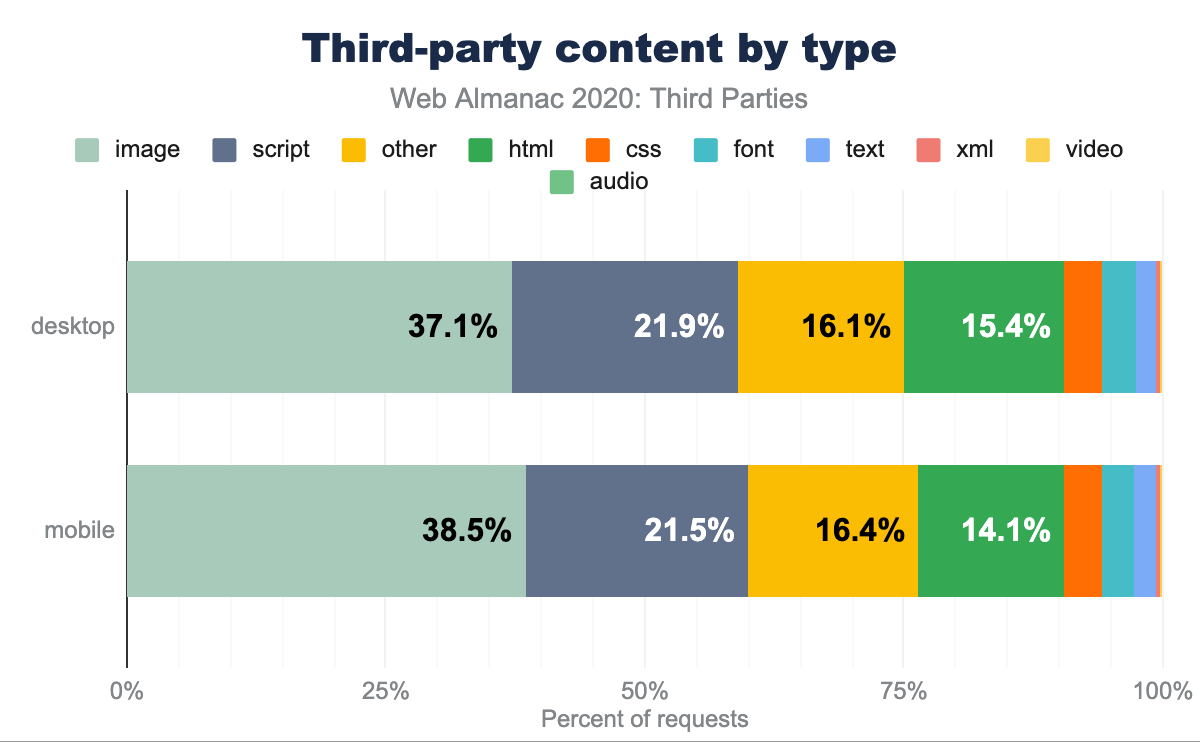 Third-party content by type
Web Almanac 2020: Third Parties
image script other html css font text xml video
audio
desktop 37.1% 21.9% 16.1% 15.4%
mobile 38.5% 21.5% 16.4% 14.1%
0% 25% 50% 75% 100%
Percent of requests